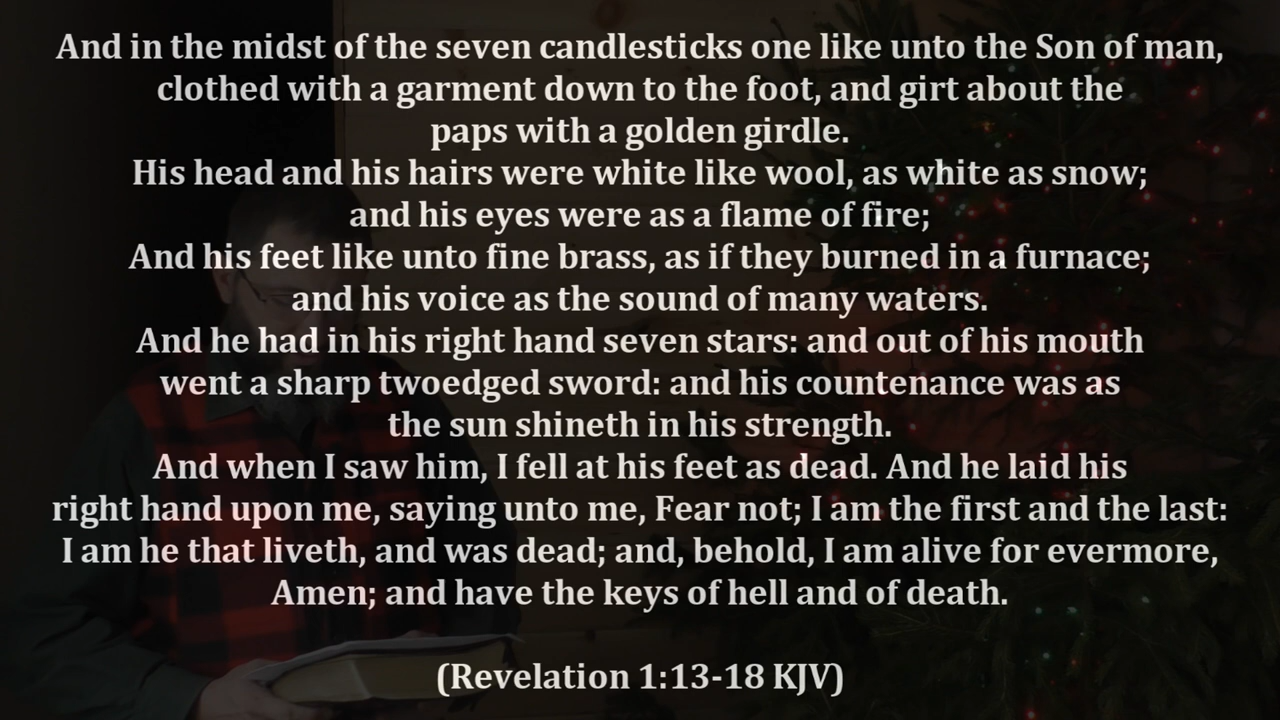 And in the midst of the seven candlesticks one like unto the Son of man,
clothed with a garment down to the foot, and girt about the
paps with a golden girdle.
His head and his hairs were white like wool, as white as snow;
and his eyes were as a flame of fire;
And his feet like unto fine brass, as if they burned in a furnace;
and his voice as the sound of many waters.
And he had in his right hand seven stars: and out of his mouth
went a sharp twoedged sword: and his countenance was as
the sun shineth in his strength.
And when I saw him, I fell at his feet as dead. And he laid his
right hand upon me, saying unto me, Fear not; I am the first and the last:
I am he that liveth, and was dead; and, behold, I am alive for evermore,
Amen; and have the keys of hell and of death.
(Revelation 1:13-18 KJV)